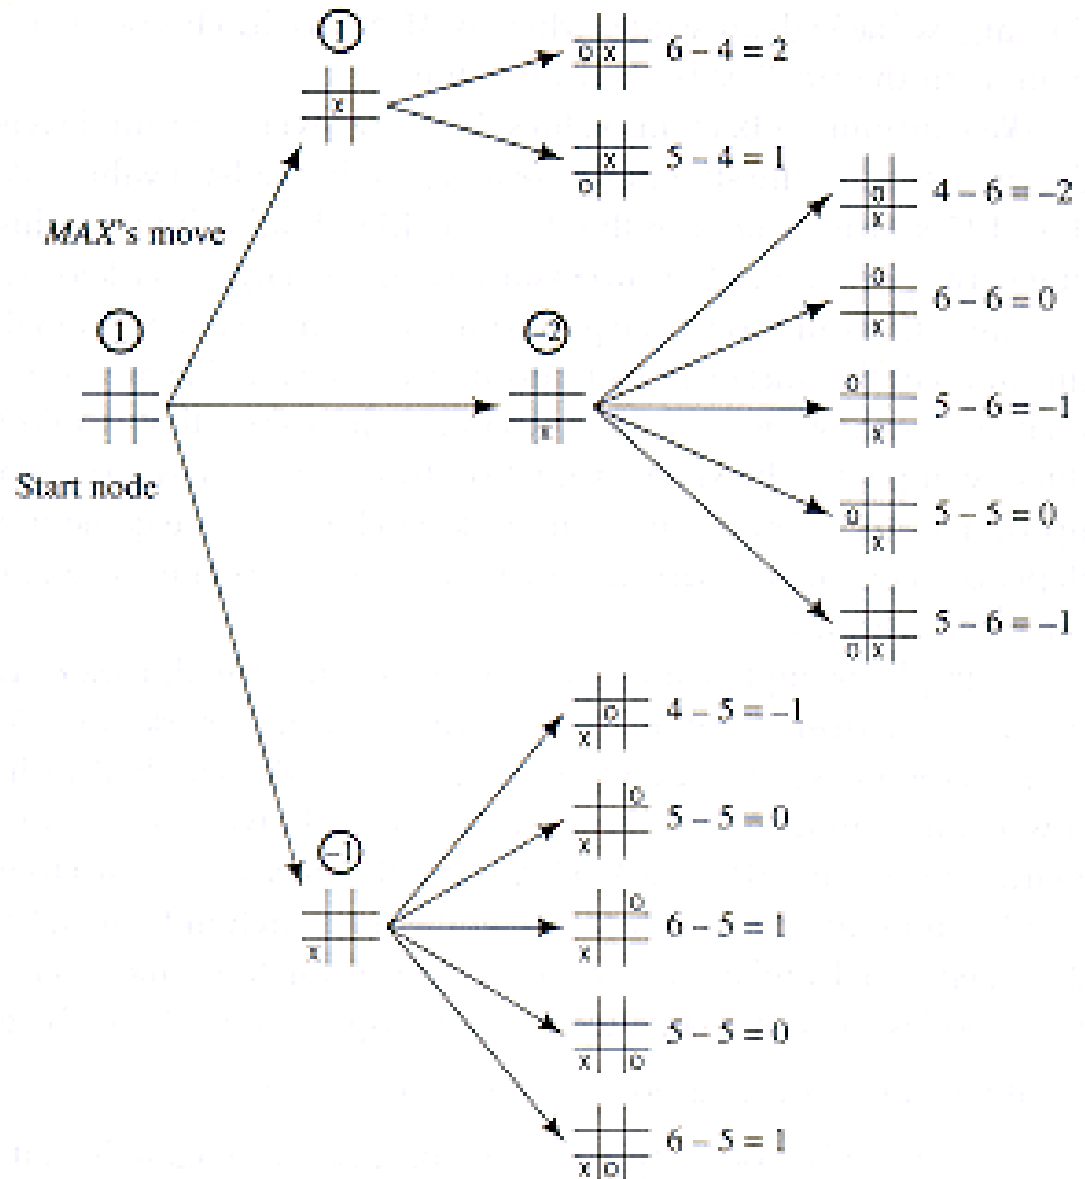 1
o x 6 – 4 = 2
x
x 5 – 4 = 1
o
MAX's move
o 4 – 6 = –2
x
o 6 – 6 = 0
x
1
–2
o 5 – 6 = –1
x
x
Start node
o 5 – 5 = 0
x
5 – 6 = –1
o x
o 4 – 5 = –1
x
o
5 – 5 = 0
x
–1
o
6 – 5 = 1
x
x
5 – 5 = 0
x o
6 – 5 = 1
x o